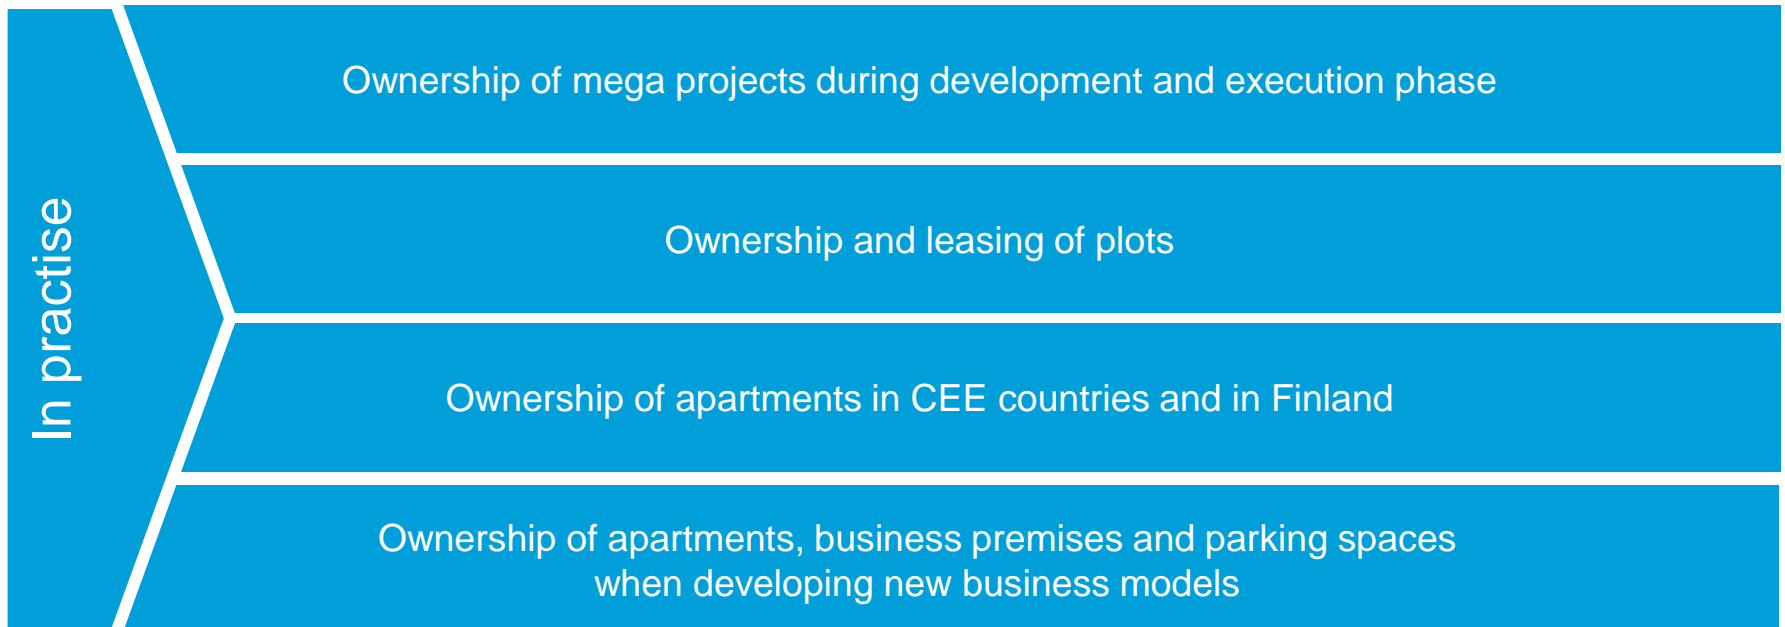 In practise
Ownership of mega projects during development and execution phase
Ownership and leasing of plots
Ownership of apartments in CEE countries and in Finland
Ownership of apartments, business premises and parking spaces
when developing new business models